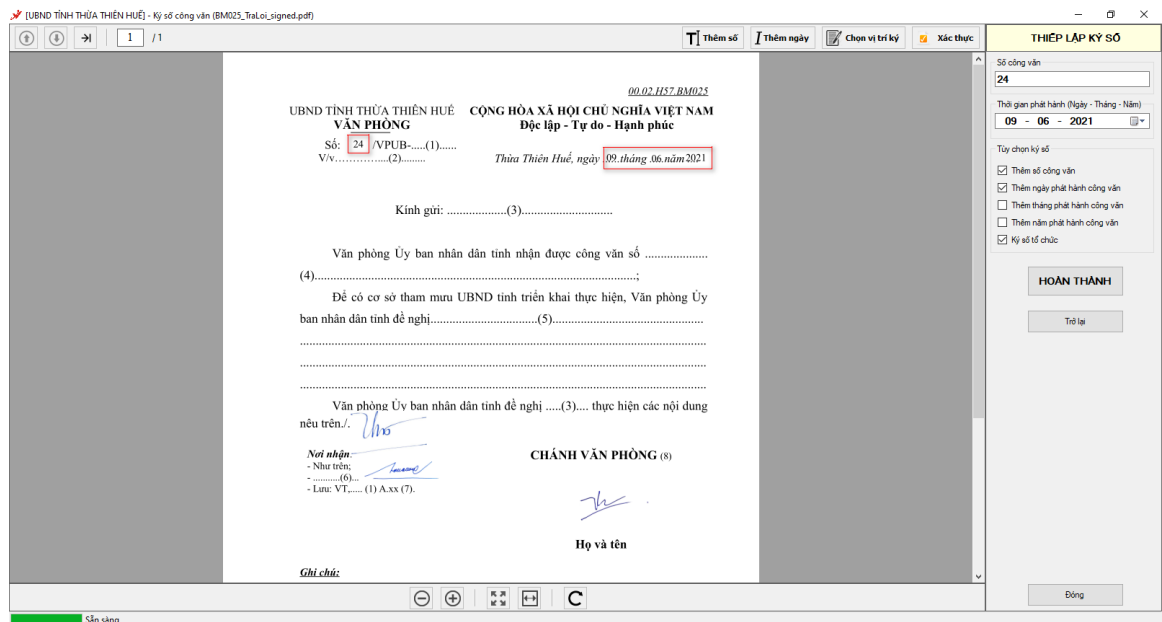 [UBND TỈNH THỪA THIÊN HUẾ] - Ký số công văn (BM025_TraLoi_signed.pdf)
1 /1
Thêm số Thêm ngày Chọn vị trí ký Xác thực
THIẾP LẬP KÝ SỐ
Số công văn
24
Thời gian phát hành (Ngày - Tháng - Năm)
09 - 06 - 2021
Tùy chọn ký số
Thêm số công văn
Thêm ngày phát hành công văn
Thêm tháng phát hành công văn
Thêm năm phát hành công văn
Ký số tổ chức
HOÀN THÀNH
Trở lại
Đóng
00.02.H57.BM025
UBND TỈNH THỪA THIÊN HUẾ CỘNG HÒA XÃ HỘI CHỦ NGHĨA VIỆT NAM
VĂN PHÒNG Độc lập - Tự do - Hạnh phúc
Số: 24 /VPUB-.....(1)......
V/v……………....(2)......... Thừa Thiên Huế, ngày .09.tháng .06.năm 2021
Kính gửi: ...................(3).............................
Văn phòng Ủy ban nhân dân tỉnh nhận được công văn số ....................
(4).......................................................................................................;
Để có cơ sở tham mưu UBND tỉnh triển khai thực hiện, Văn phòng Ủy
ban nhân dân tỉnh đề nghị..................................(5)................................................
.................................................................................................................................
.................................................................................................................................
.................................................................................................................................
Văn phòng Ủy ban nhân dân tỉnh đề nghị .....(3).... thực hiện các nội dung
nêu trên./.
Nơi nhận: CHÁNH VĂN PHÒNG (8)
- Như trên;
- ...........(6)...
- Lưu: VT,..... (1) A.xx (7).
Họ và tên
Ghi chú:
Sẵn sàng